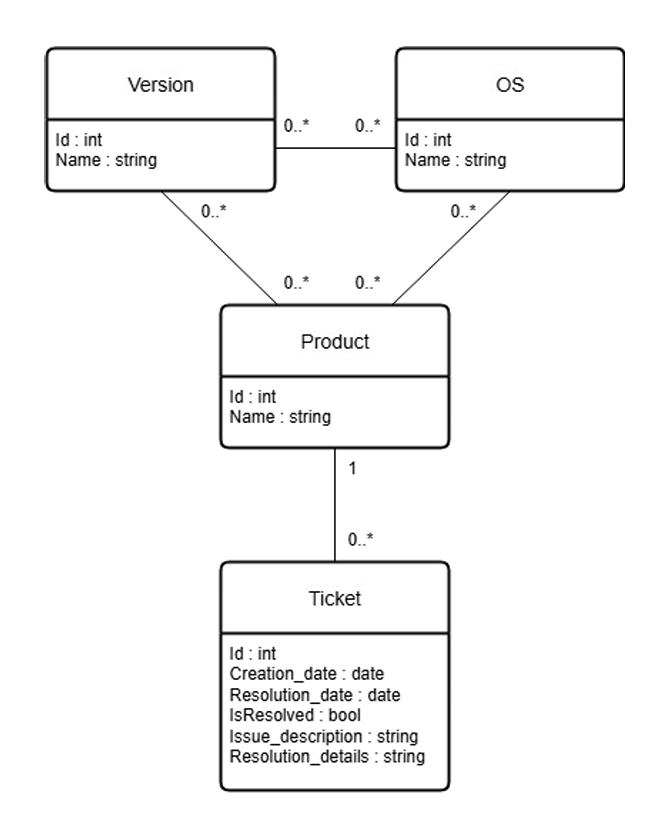 Version
OS
Id : int
Name : string
0..*
0..*
Id : int
Name : string
0..*
0..*
0..*
0..*
Product
Id : int
Name : string
1
0..*
Ticket
Id : int
Creation_date : date
Resolution_date : date
IsResolved : bool
Issue_description : string
Resolution_details : string